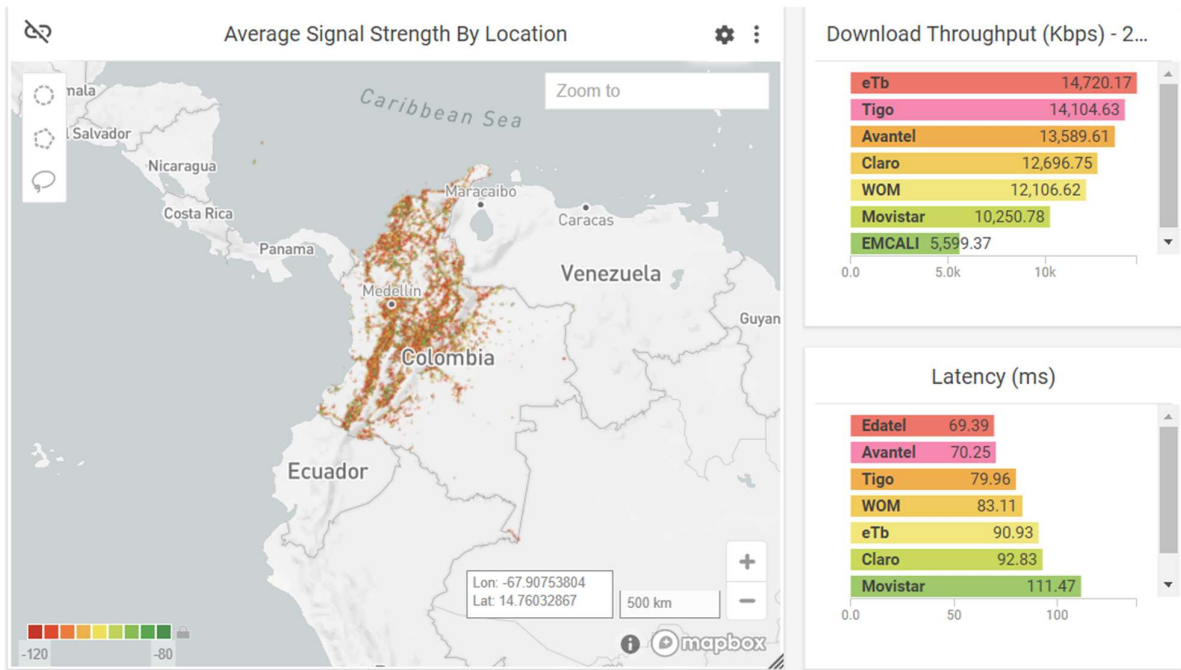 Average Signal Strength By Location
Zoom to
mala
Caribbean Sea
Salvador
Nicaragua
Maracaibo
Costa Rica
Caracas
Panama
Venezuela
Medellín
Guyan
Colombia
Ecuador
Lon: -67.90753804
Lat: 14.76032867
500 km
mapbox
-120
-80
Download Throughput (Kbps) - 2...
eTb 14,720.17
Tigo 14,104.63
Avantel 13,589.61
Claro 12,696.75
WOM 12,106.62
Movistar 10,250.78
EMCALI 5,599.37
0.0 5.0k 10k
Latency (ms)
Edatel 69.39
Avantel 70.25
Tigo 79.96
WOM 83.11
eTb 90.93
Claro 92.83
Movistar 111.47
0.0 50 100